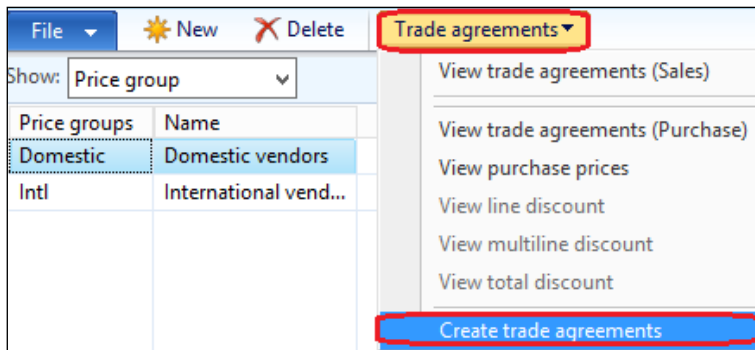 File New Delete Trade agreements
Show: Price group
Price groups Name
Domestic Domestic vendors
Intl International vend...
View trade agreements (Sales)
View trade agreements (Purchase)
View purchase prices
View line discount
View multiline discount
View total discount
Create trade agreements